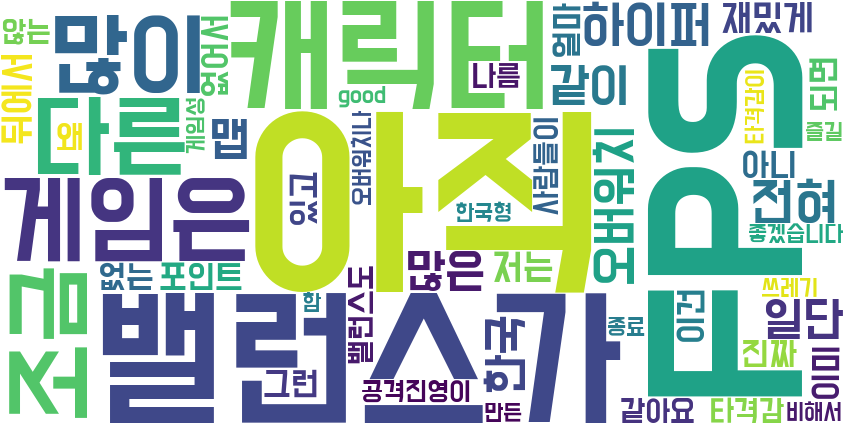 않는
많이
없어서
캐릭터
good
나름
얼마
하이퍼
재밌게
같이
뒤에서
왜
다른
게임성
맵
있고
오버워치나
아직
한국형
사람들이
오버워치
FPS
타격감이
되면
즐길
아니
전혀
좋겠습니다
게임은
조금
없는
포인트
많은
저는
이건
쓰레기
일단
밸런스가
함
밸런스도
한국
종료
진짜
이미
그런
공격진영이
만든
같아요
타격감
비해서